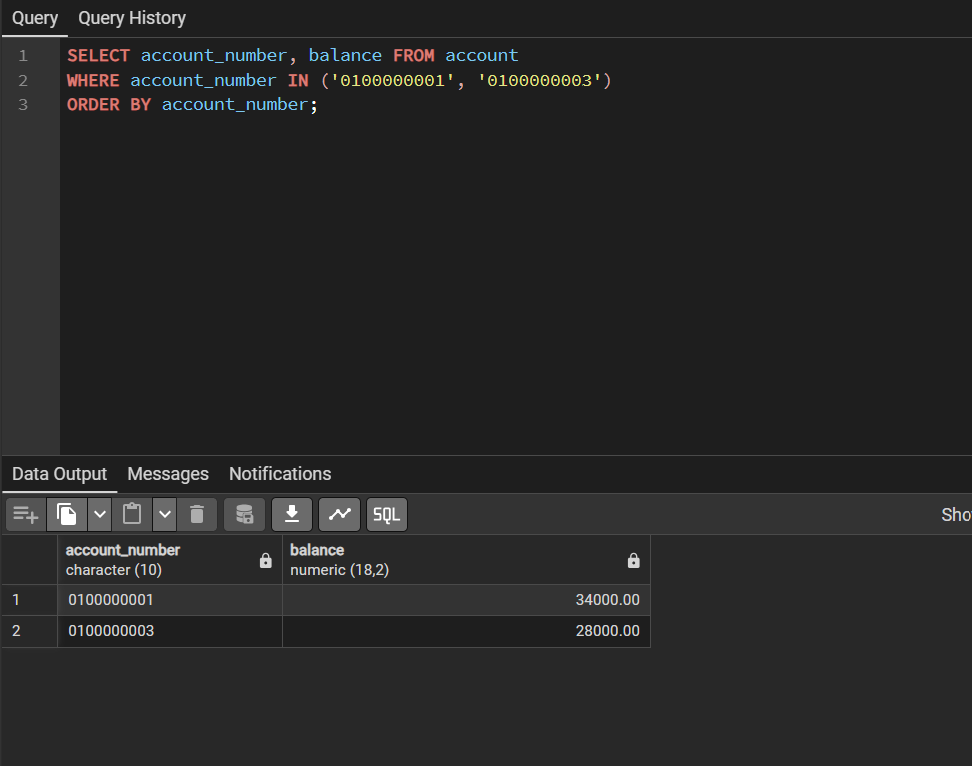 Query Query History
1 SELECT account_number, balance FROM account
2 WHERE account_number IN ('0100000001', '0100000003')
3 ORDER BY account_number;
Data Output Messages Notifications
SQL
Sho
account_number balance
character (10) numeric (18,2)
1 0100000001 34000.00
2 0100000003 28000.00